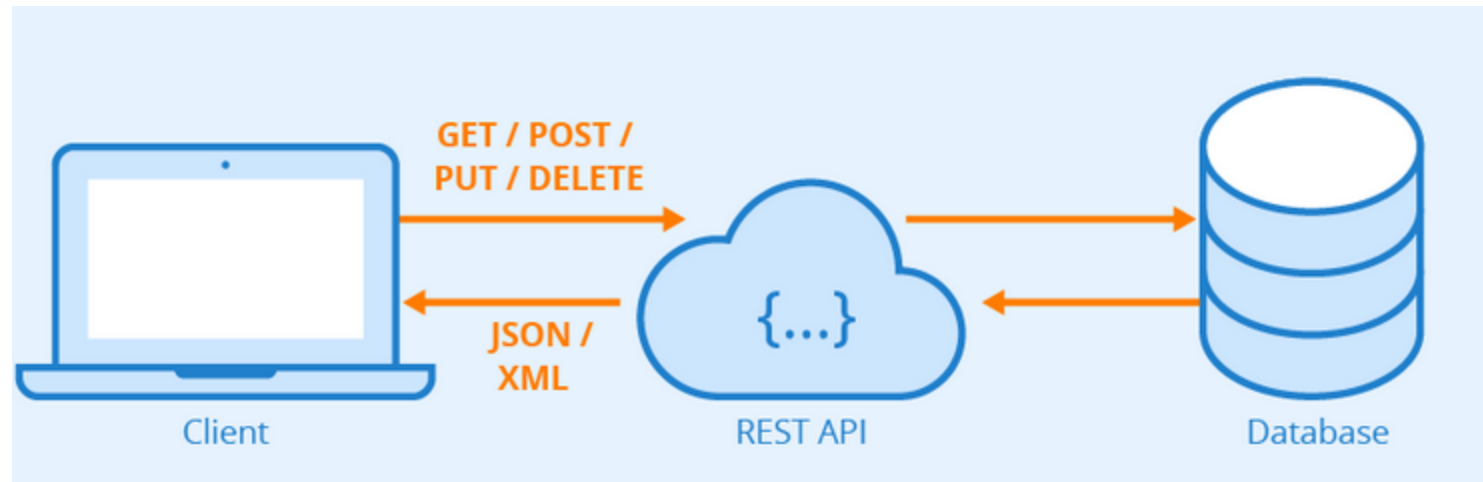 GET / POST /
PUT / DELETE
{...}
JSON /
XML
Client
REST API
Database